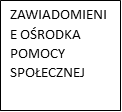 ZAWIADOMIENI
E OŚRODKA
POMOCY
SPOŁECZNEJ